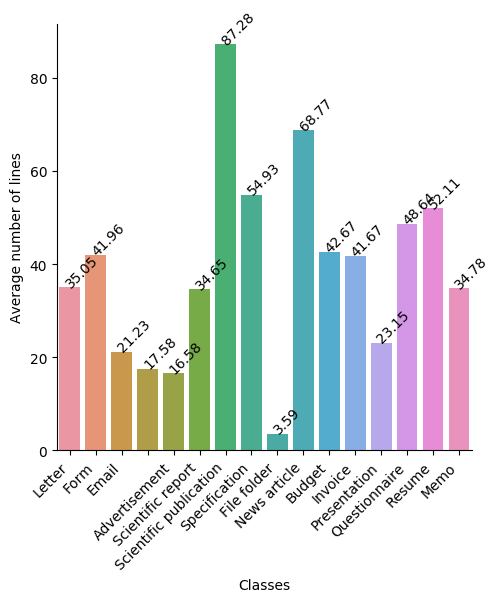 87.28
80
68.77
Average number of lines
60
54.93
52.11
48.64
42.67
41.96
41.67
40
35.05
34.65
34.78
23.15
21.23
20
17.58
16.58
3.59
0
Letter
Form
Email
Advertisement
Scientific report
Scientific publication
Specification
File folder
News article
Budget
Invoice
Presentation
Questionnaire
Resume
Memo
Classes